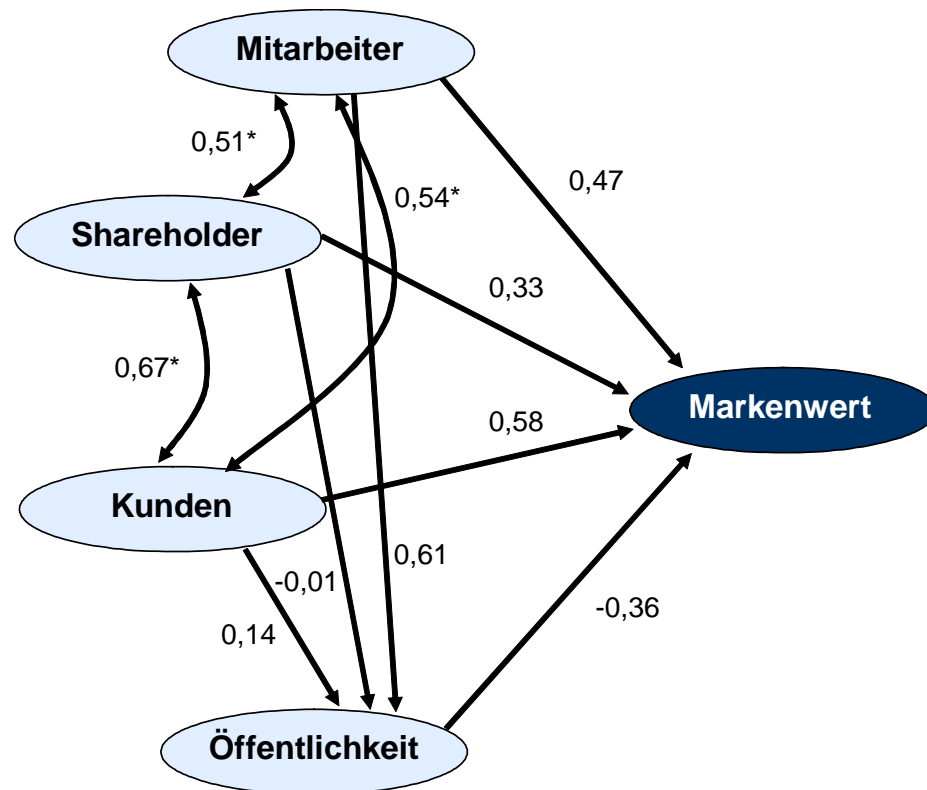 Mitarbeiter
0,51*
0,47
0,54*
Shareholder
0,33
0,67*
Markenwert
0,58
Kunden
0,61
-0,01
-0,36
0,14
Öffentlichkeit